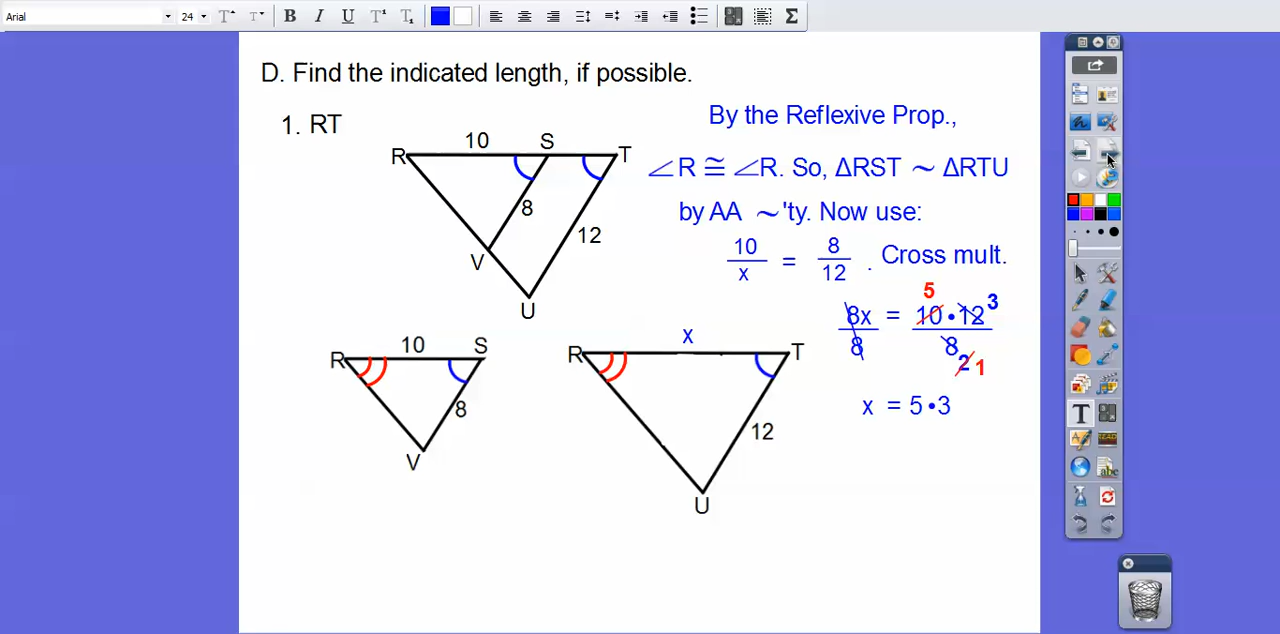 Arial
24
B I U T T
D. Find the indicated length, if possible.
1. RT
R
10
S
T
8
12
V
U
By the Reflexive Prop.,
∠R ≅ ∠R. So, ΔRST ~ ΔRTU
by AA ~'ty. Now use:
10/x = 8/12 . Cross mult.
8x/8 = 10•12/8
5
3
2
1
x = 5•3
R
10
S
8
V
R
x
T
12
U